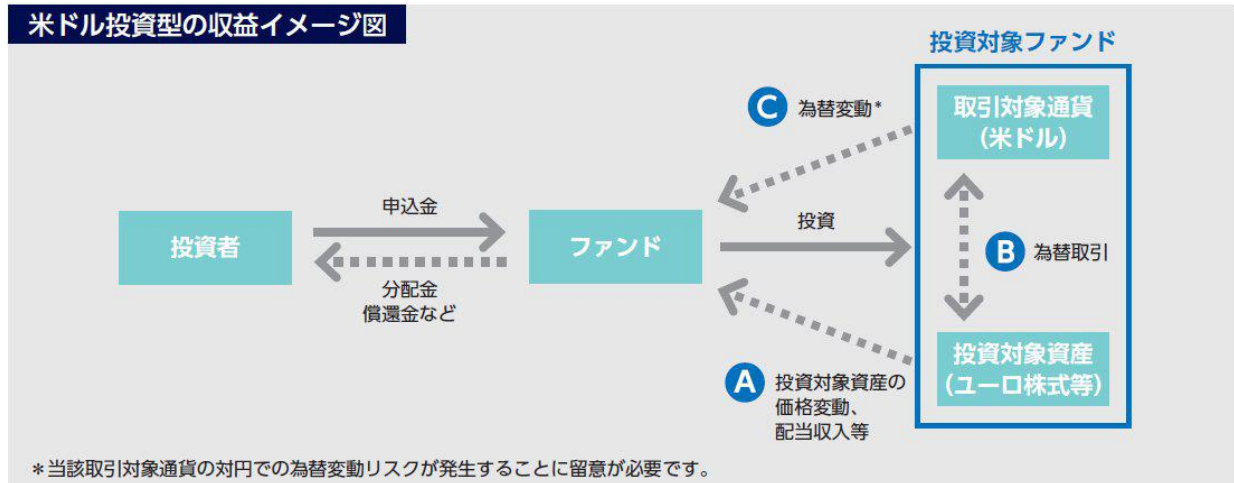 米ドル投資型の収益イメージ図
投資対象ファンド
C 為替変動*
取引対象通貨
(米ドル)
申込金
投資者
ファンド
投資
B 為替取引
分配金
償還金など
A 投資対象資産の
価格変動、
配当収入等
投資対象資産
(ユーロ株式等)
*当該取引対象通貨の対円での為替変動リスクが発生することに留意が必要です。